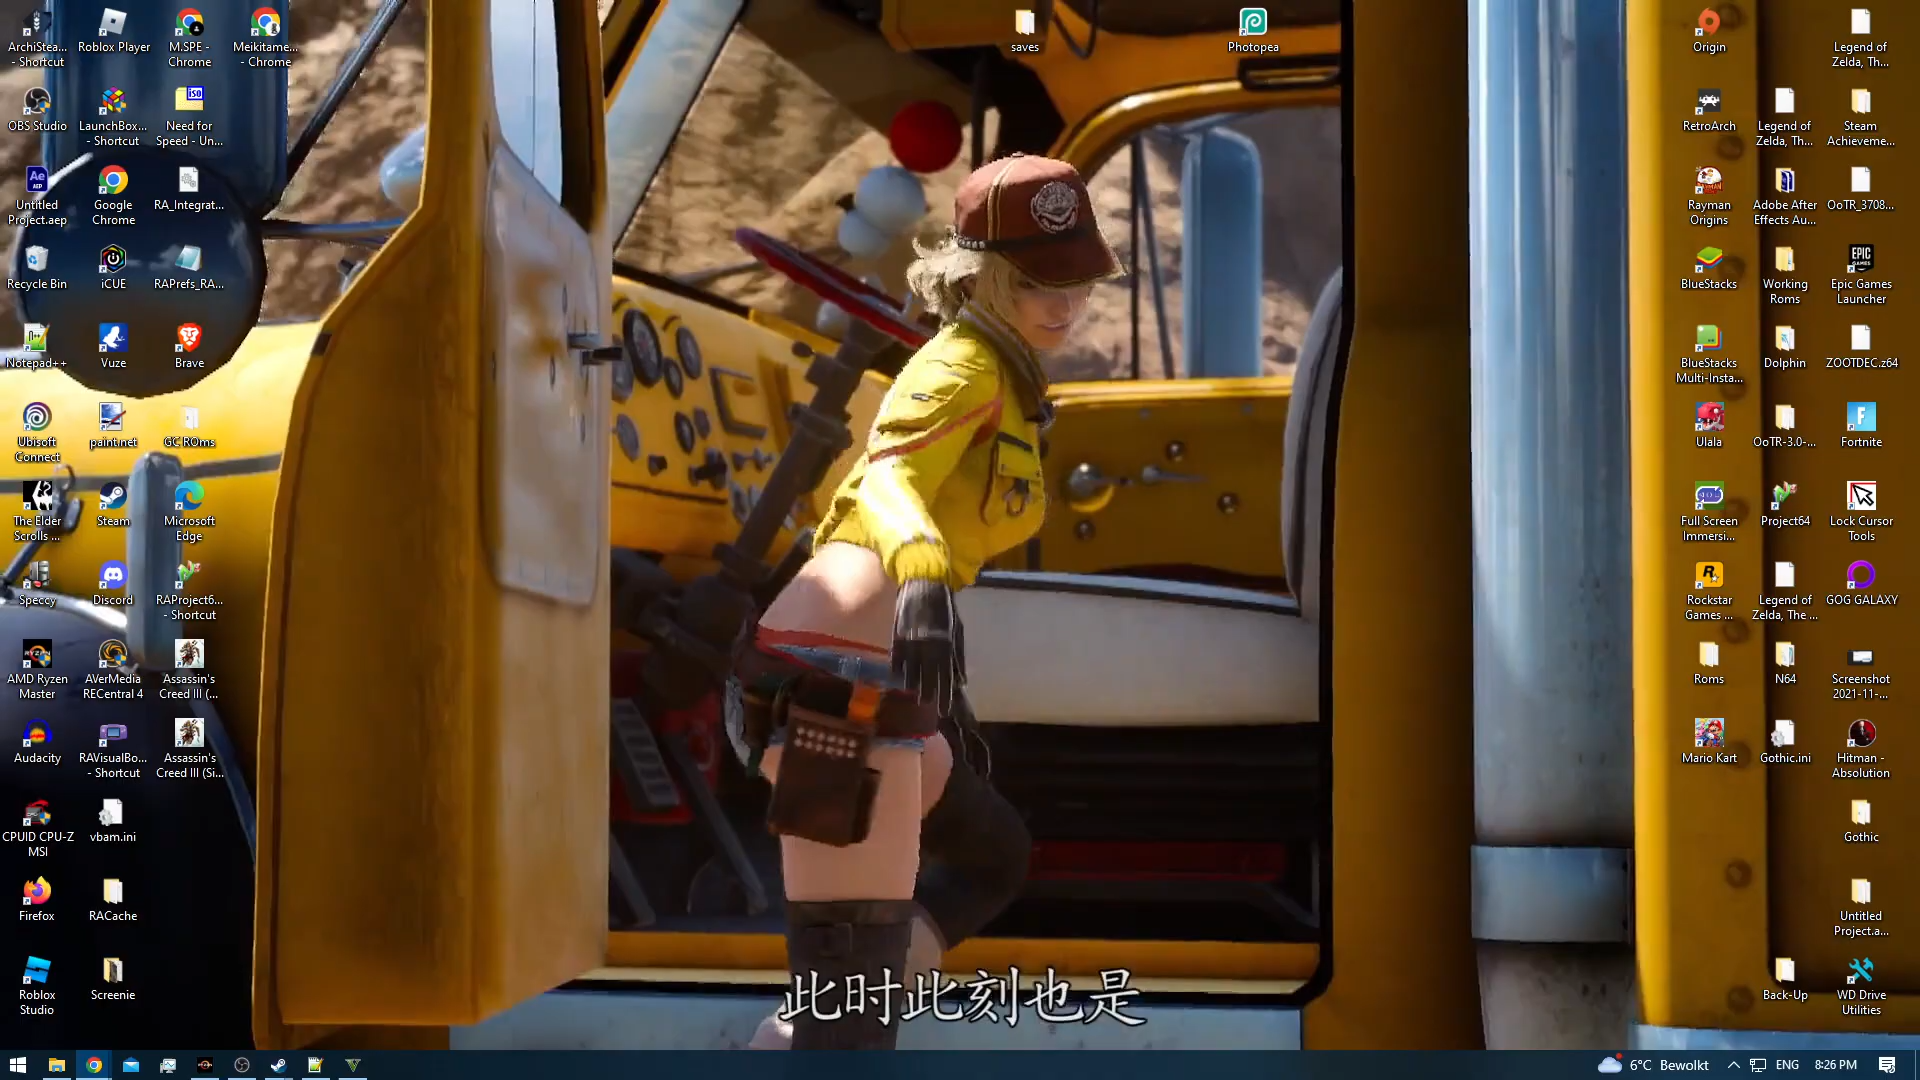 ArchiStea... - Shortcut
Roblox Player
M.SPE - Chrome
Meikitame... - Chrome
saves
Photopea
Origin
Legend of Zelda, Th...
OBS Studio
LaunchBox... - Shortcut
Need for Speed - Un...
RetroArch
Legend of Zelda, Th...
Steam Achieveme...
Untitled Project.aep
Google Chrome
RA_Integrat...
Rayman Origins
Adobe After Effects Au...
OoTR_3708...
Recycle Bin
iCUE
RAPrefs_RA...
BlueStacks
Working Roms
Epic Games Launcher
Notepad++
Vuze
Brave
BlueStacks Multi-Insta...
Dolphin
ZOOTDEC.z64
Ubisoft Connect
paint.net
GC ROms
Ulala
OoTR-3.0-...
Fortnite
The Elder Scrolls ...
Steam
Microsoft Edge
Full Screen Immersi...
Project64
Lock Cursor Tools
Speccy
Discord
RAProject6... - Shortcut
Rockstar Games ...
Legend of Zelda, The ...
GOG GALAXY
AMD Ryzen Master
AVerMedia RECentral 4
Assassin's Creed III (...
Roms
N64
Screenshot 2021-11-...
Audacity
RAVisualBo... - Shortcut
Assassin's Creed III (Si...
Mario Kart
Gothic.ini
Hitman - Absolution
CPUID CPU-Z MSI
vbam.ini
Gothic
Firefox
RACache
Untitled Project.a...
Roblox Studio
Screenie
Back-Up
WD Drive Utilities
此时此刻也是
6°C Bewolkt
ENG
8:26 PM